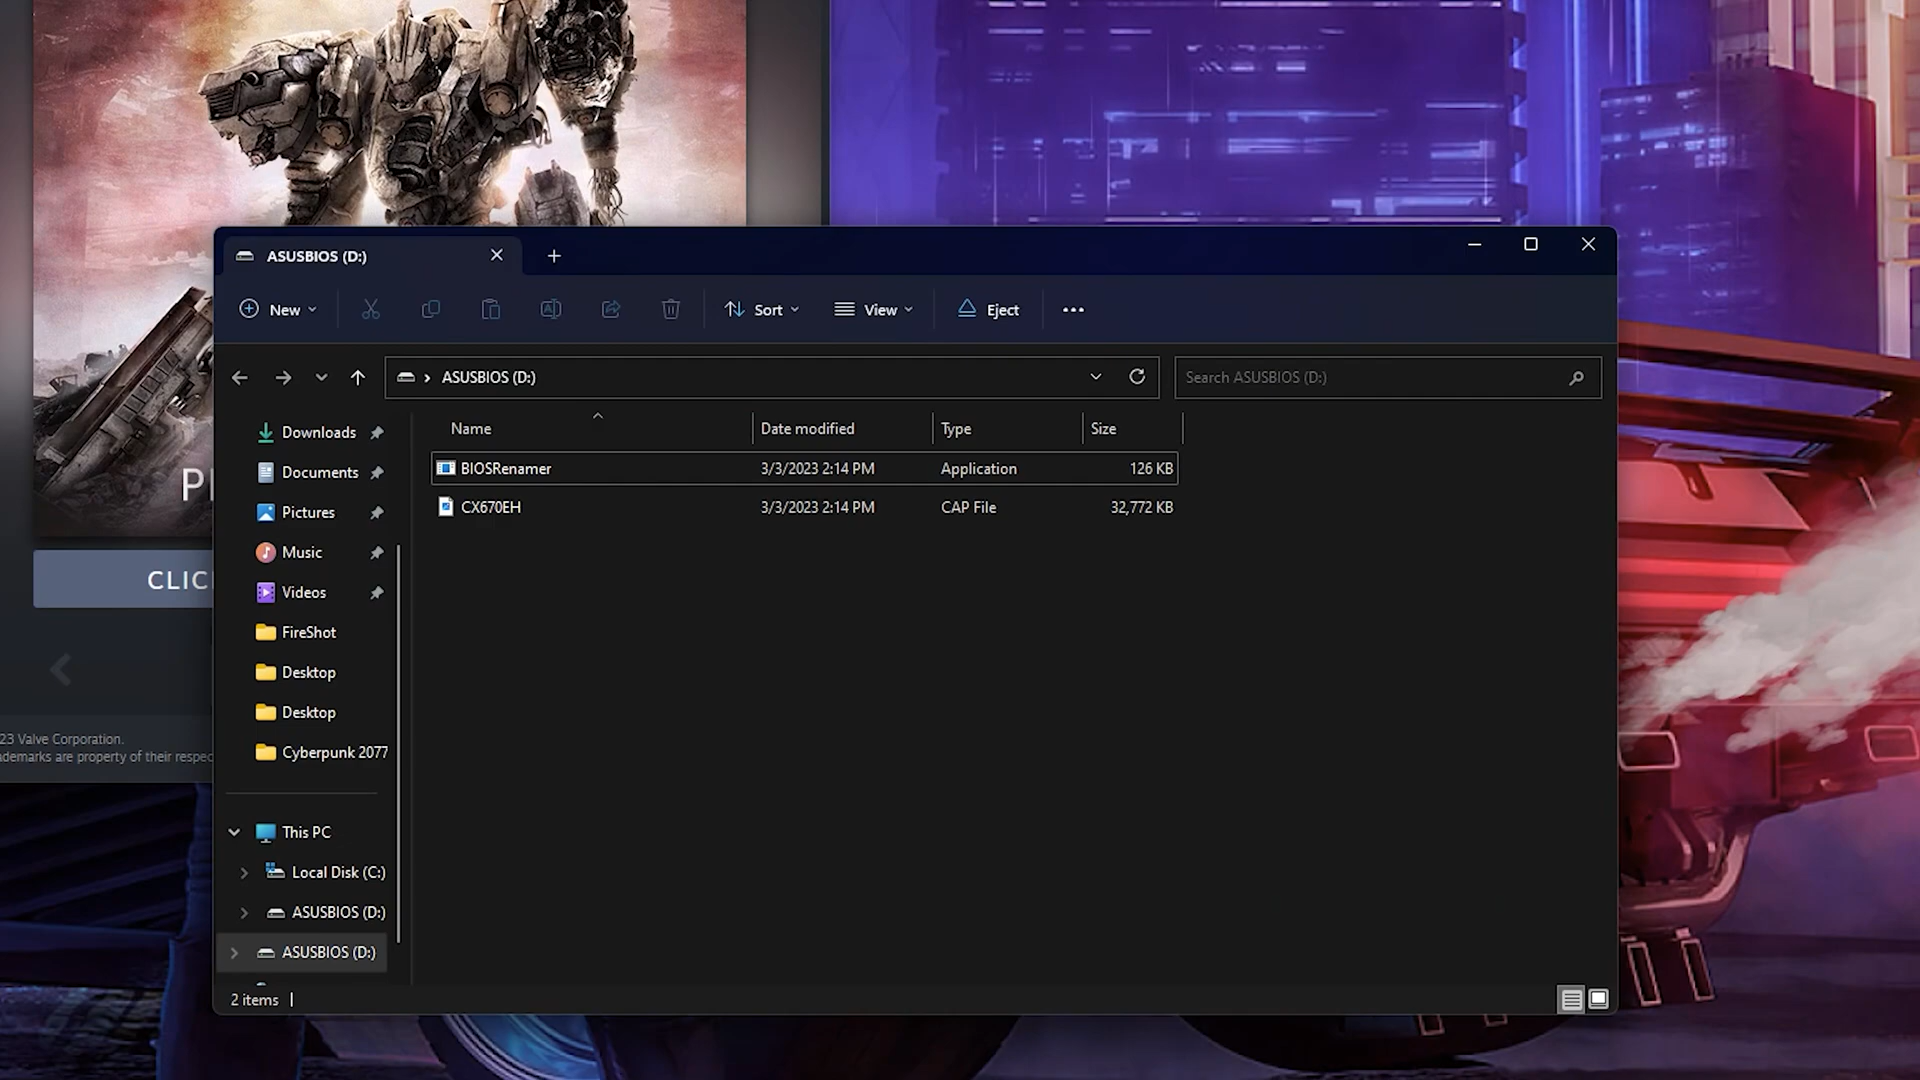 ASUSBIOS (D:)
New
Sort
View
Eject
ASUSBIOS (D:)
Search ASUSBIOS (D:)
Name
Date modified
Type
Size
BIOSRenamer 3/3/2023 2:14 PM Application 126 KB
CX670EH 3/3/2023 2:14 PM CAP File 32,772 KB
Downloads
Documents
Pictures
Music
Videos
FireShot
Desktop
Desktop
Cyberpunk 2077
This PC
Local Disk (C:)
ASUSBIOS (D:)
ASUSBIOS (D:)
2 items
CLIC
23 Valve Corporation.
ademarks are property of their respec